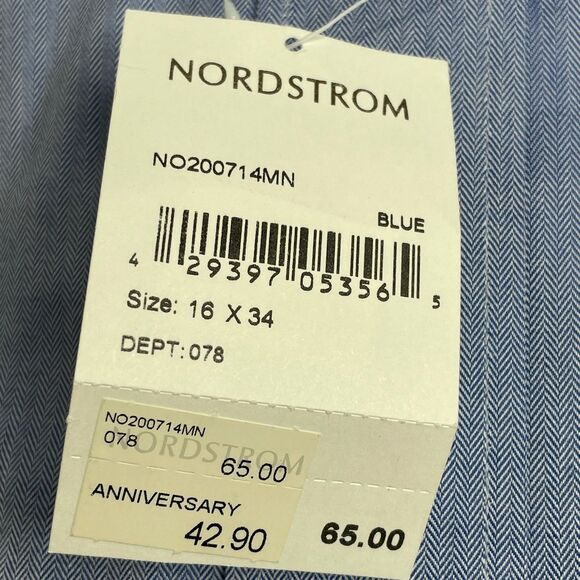 NORDSTROM
NO200714MN
BLUE
4 29397 05356 5
Size: 16 X 34
DEPT:078
NO200714MN
078
NORDSTROM
65.00
ANNIVERSARY
42.90
65.00